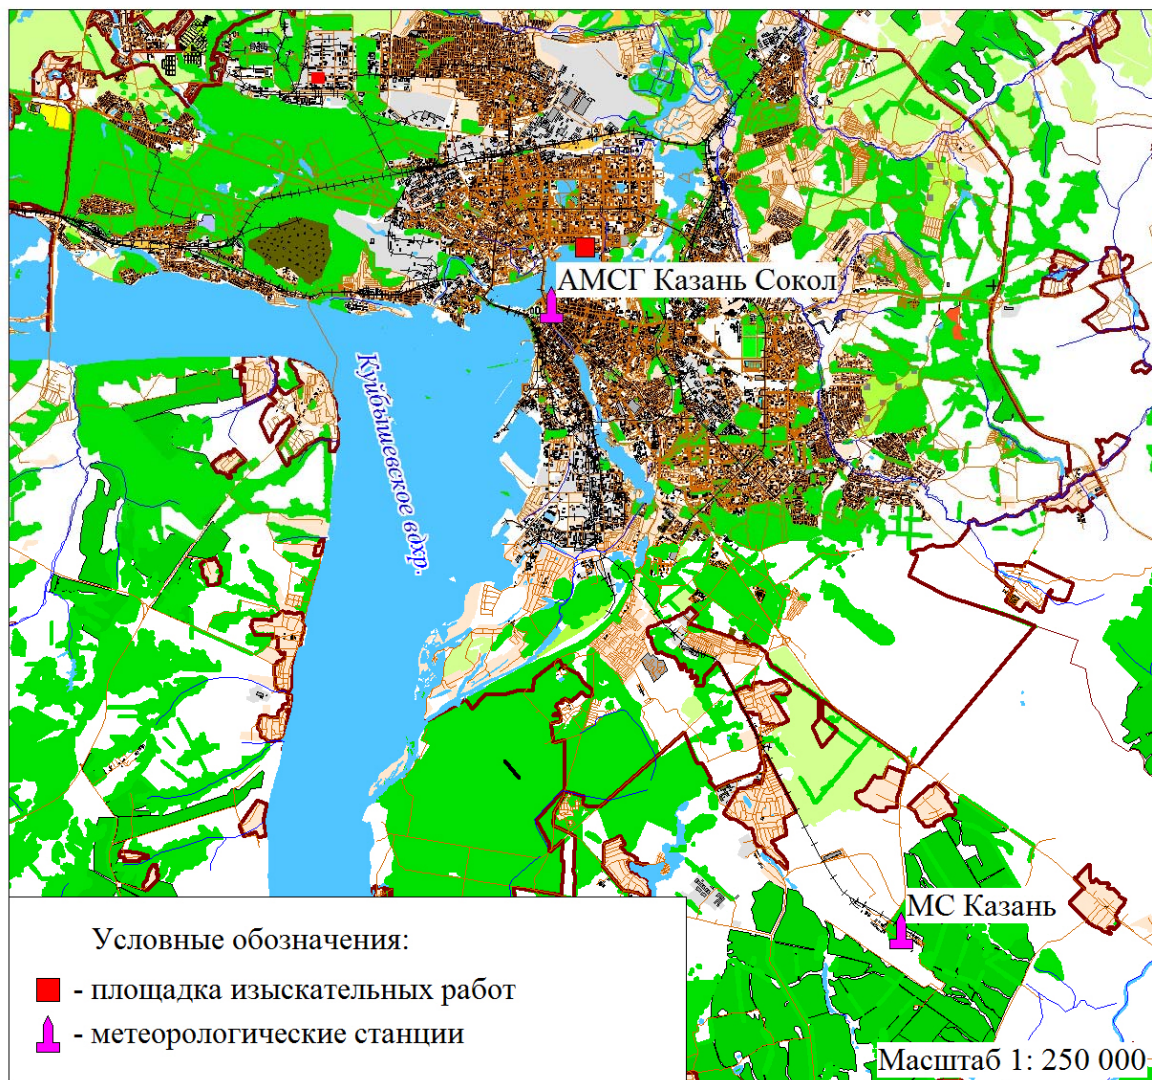 АМСГ Казань Сокол
Куйбышевское вдхр.
МС Казань
Условные обозначения:
- площадка изыскательных работ
- метеорологические станции
Масштаб 1: 250 000